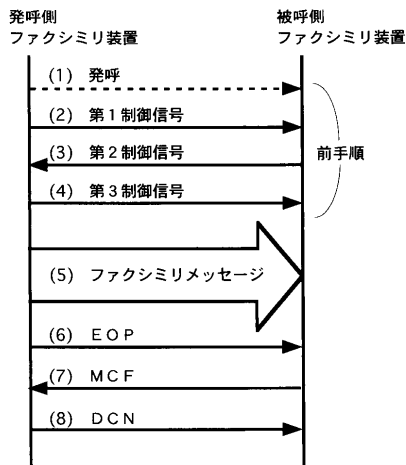 発呼側
ファクシミリ装置
被呼側
ファクシミリ装置
(1) 発呼
(2) 第1制御信号
(3) 第2制御信号
(4) 第3制御信号
前手順
(5) ファクシミリメッセージ
(6) EOP
(7) MCF
(8) DCN